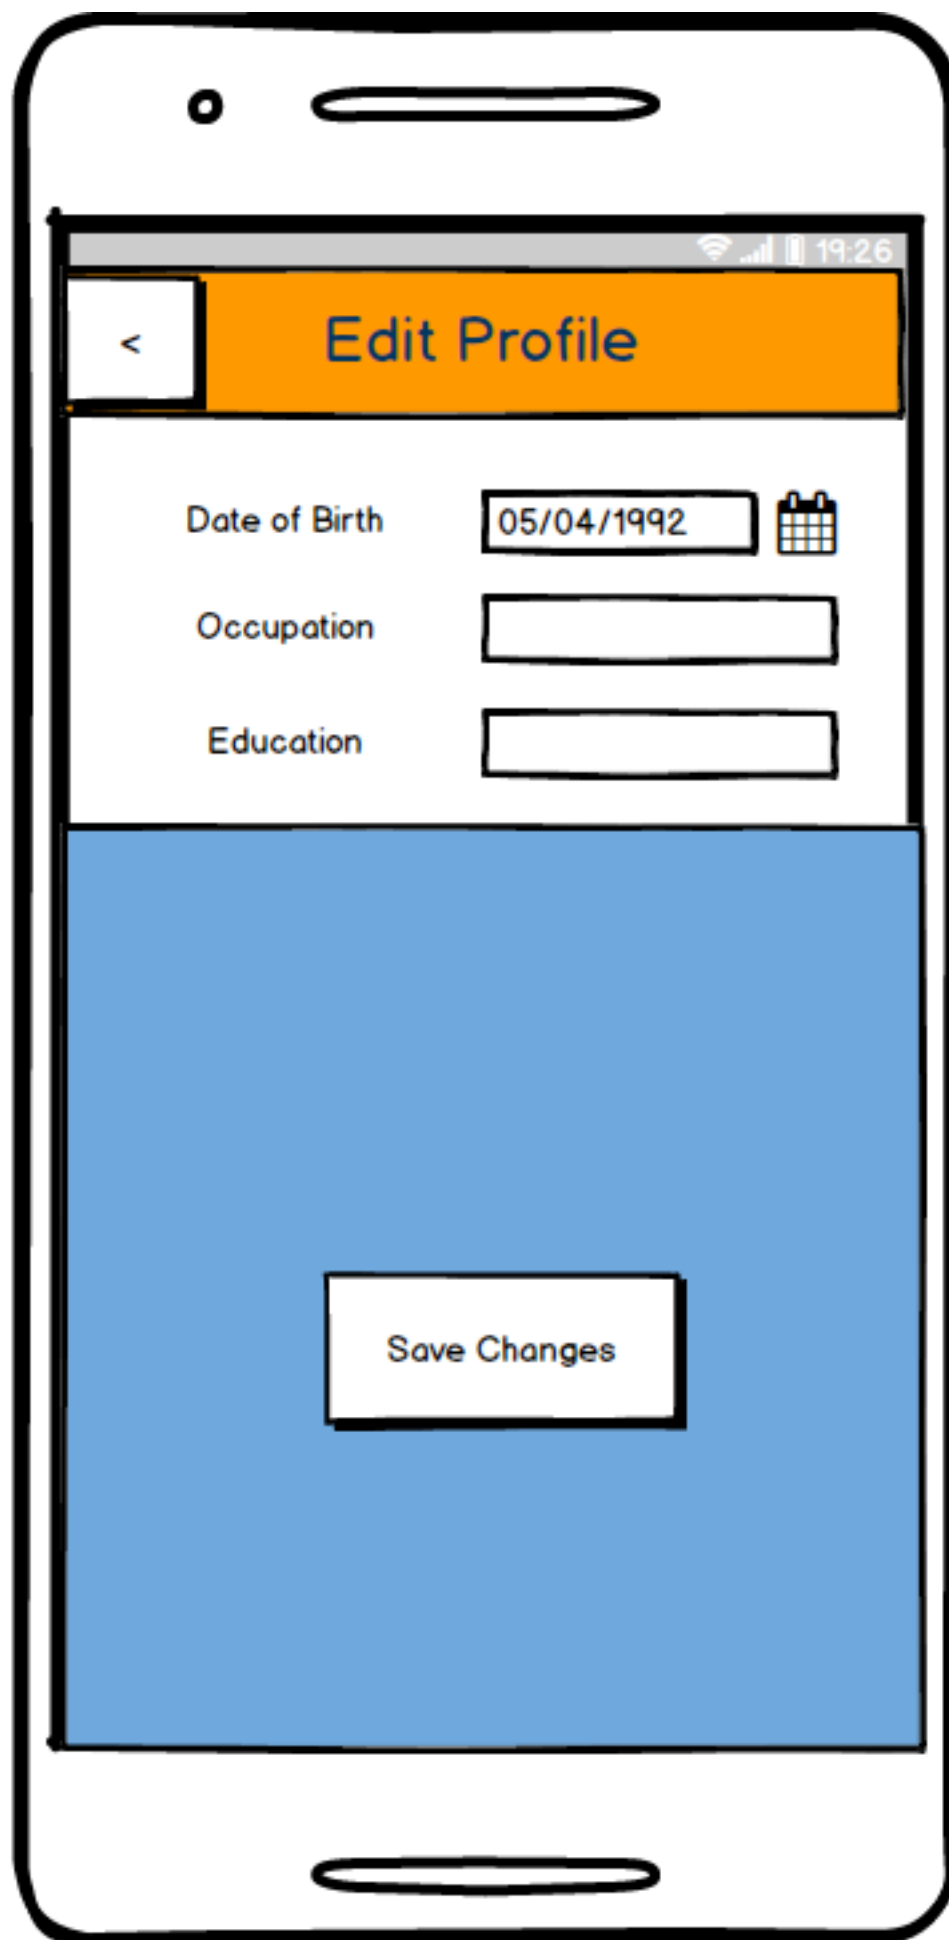 19:26
<
Edit Profile
Date of Birth 05/04/1992
Occupation
Education
Save Changes